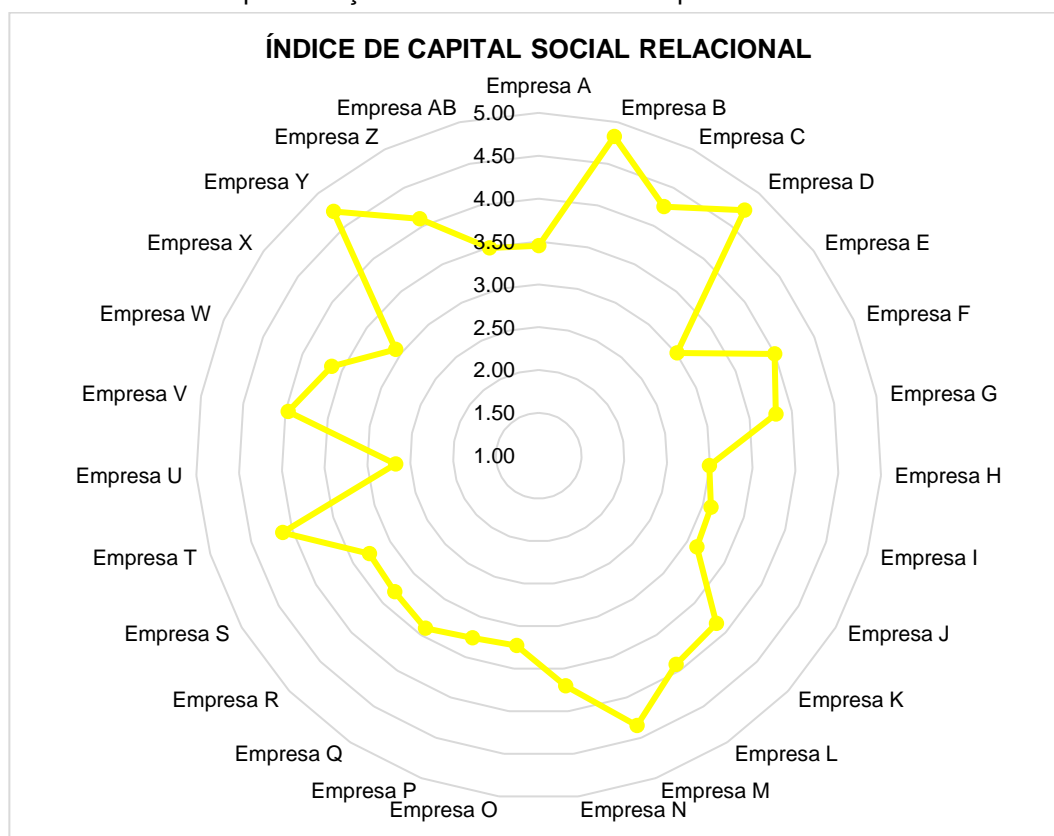 ÍNDICE DE CAPITAL SOCIAL RELACIONAL
Empresa A
Empresa B
Empresa C
Empresa D
Empresa E
Empresa F
Empresa G
Empresa H
Empresa I
Empresa J
Empresa K
Empresa L
Empresa M
Empresa N
Empresa O
Empresa P
Empresa Q
Empresa R
Empresa S
Empresa T
Empresa U
Empresa V
Empresa W
Empresa X
Empresa Y
Empresa Z
Empresa AB
5.00
4.50
4.00
3.50
3.00
2.50
2.00
1.50
1.00